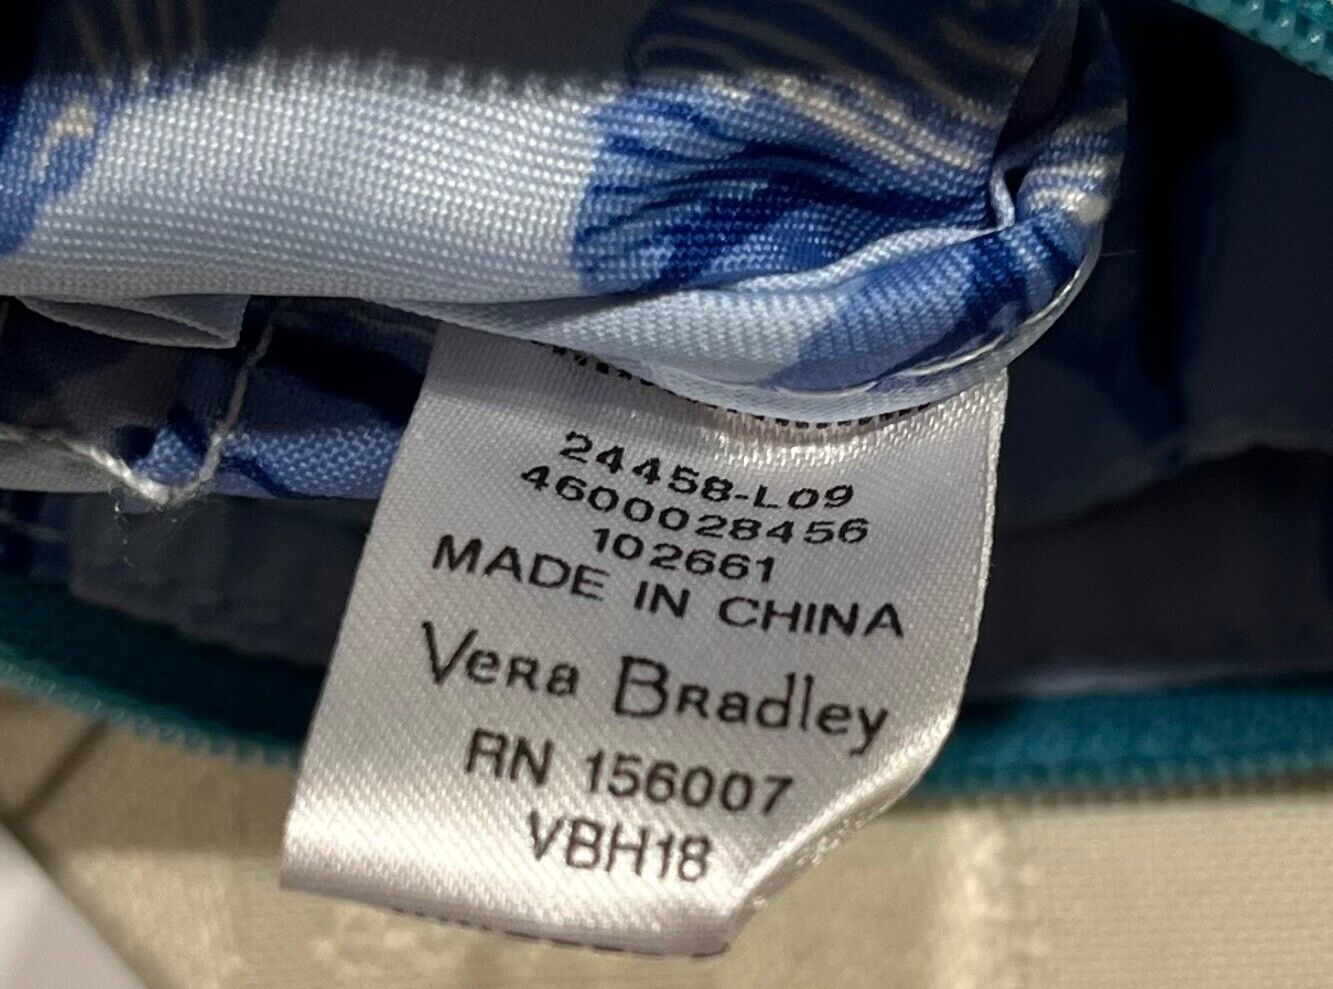 24458-L09
4600028456
102661
MADE IN CHINA
Vera Bradley
RN 156007
VBH18